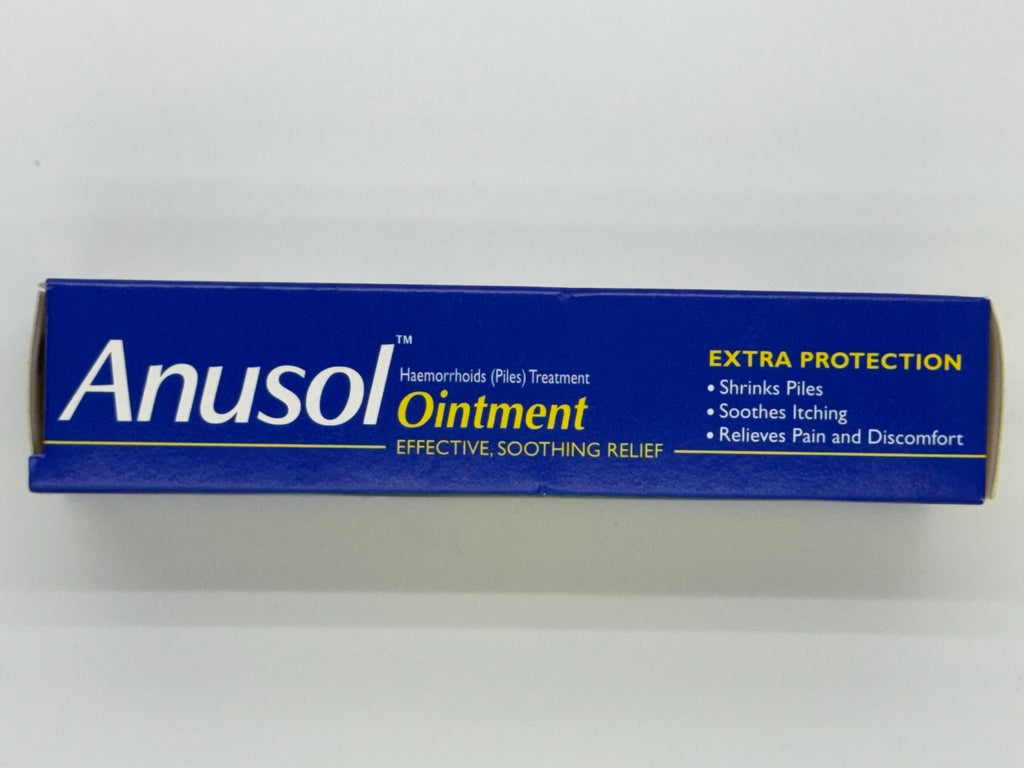 Anusol™
Haemorrhoids (Piles) Treatment
Ointment
EFFECTIVE, SOOTHING RELIEF
EXTRA PROTECTION
• Shrinks Piles
• Soothes Itching
• Relieves Pain and Discomfort